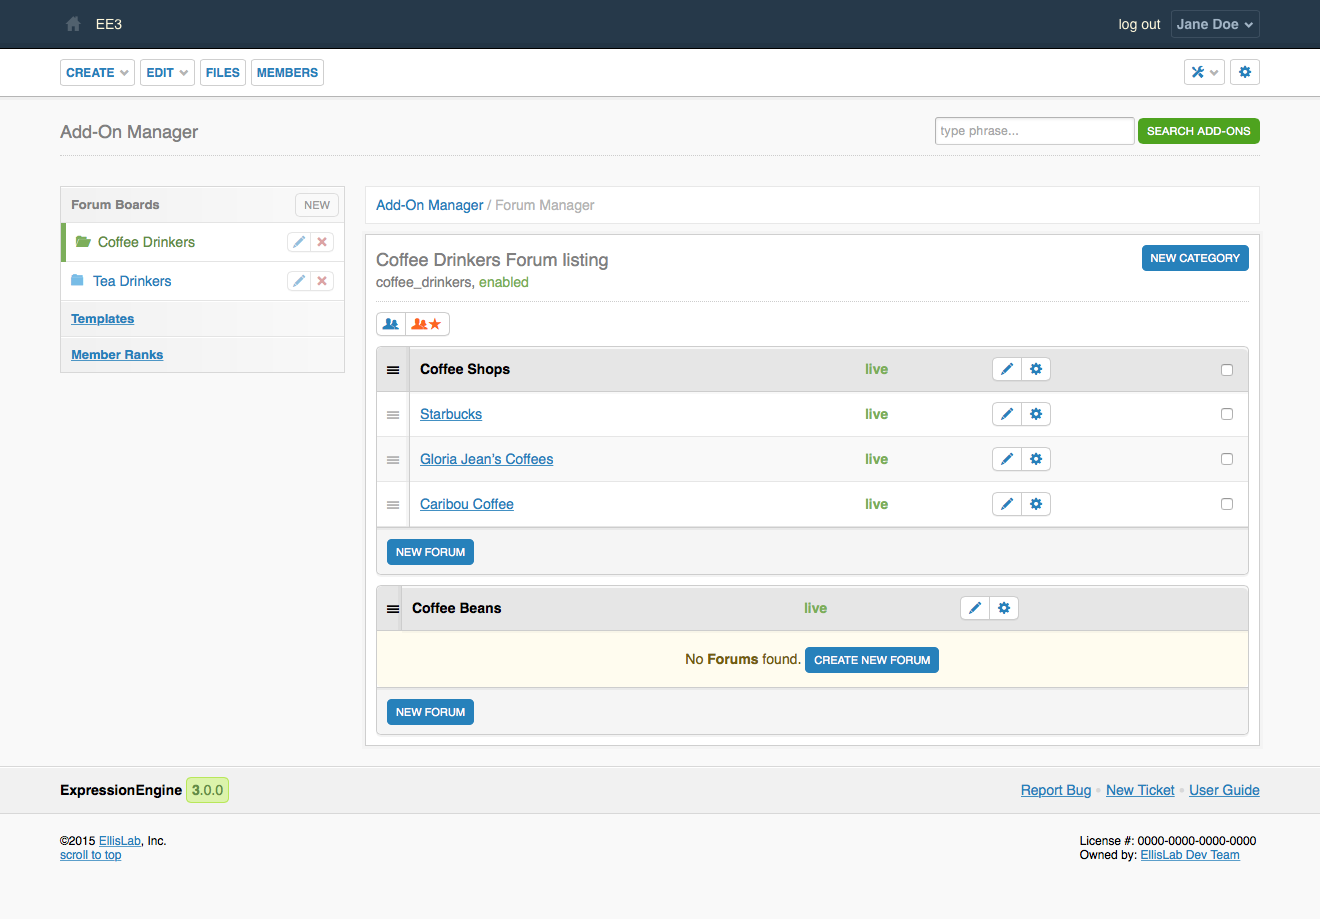 EE3
log out Jane Doe
CREATE EDIT FILES MEMBERS
Add-On Manager
type phrase... SEARCH ADD-ONS
Forum Boards NEW
Coffee Drinkers
Tea Drinkers
Templates
Member Ranks
Add-On Manager / Forum Manager
Coffee Drinkers Forum listing
NEW CATEGORY
coffee_drinkers, enabled
Coffee Shops live
Starbucks live
Gloria Jean’s Coffees live
Caribou Coffee live
NEW FORUM
Coffee Beans live
No Forums found. CREATE NEW FORUM
NEW FORUM
ExpressionEngine 3.0.0
Report Bug • New Ticket • User Guide
©2015 EllisLab, Inc.
scroll to top
License #: 0000-0000-0000-0000
Owned by: EllisLab Dev Team